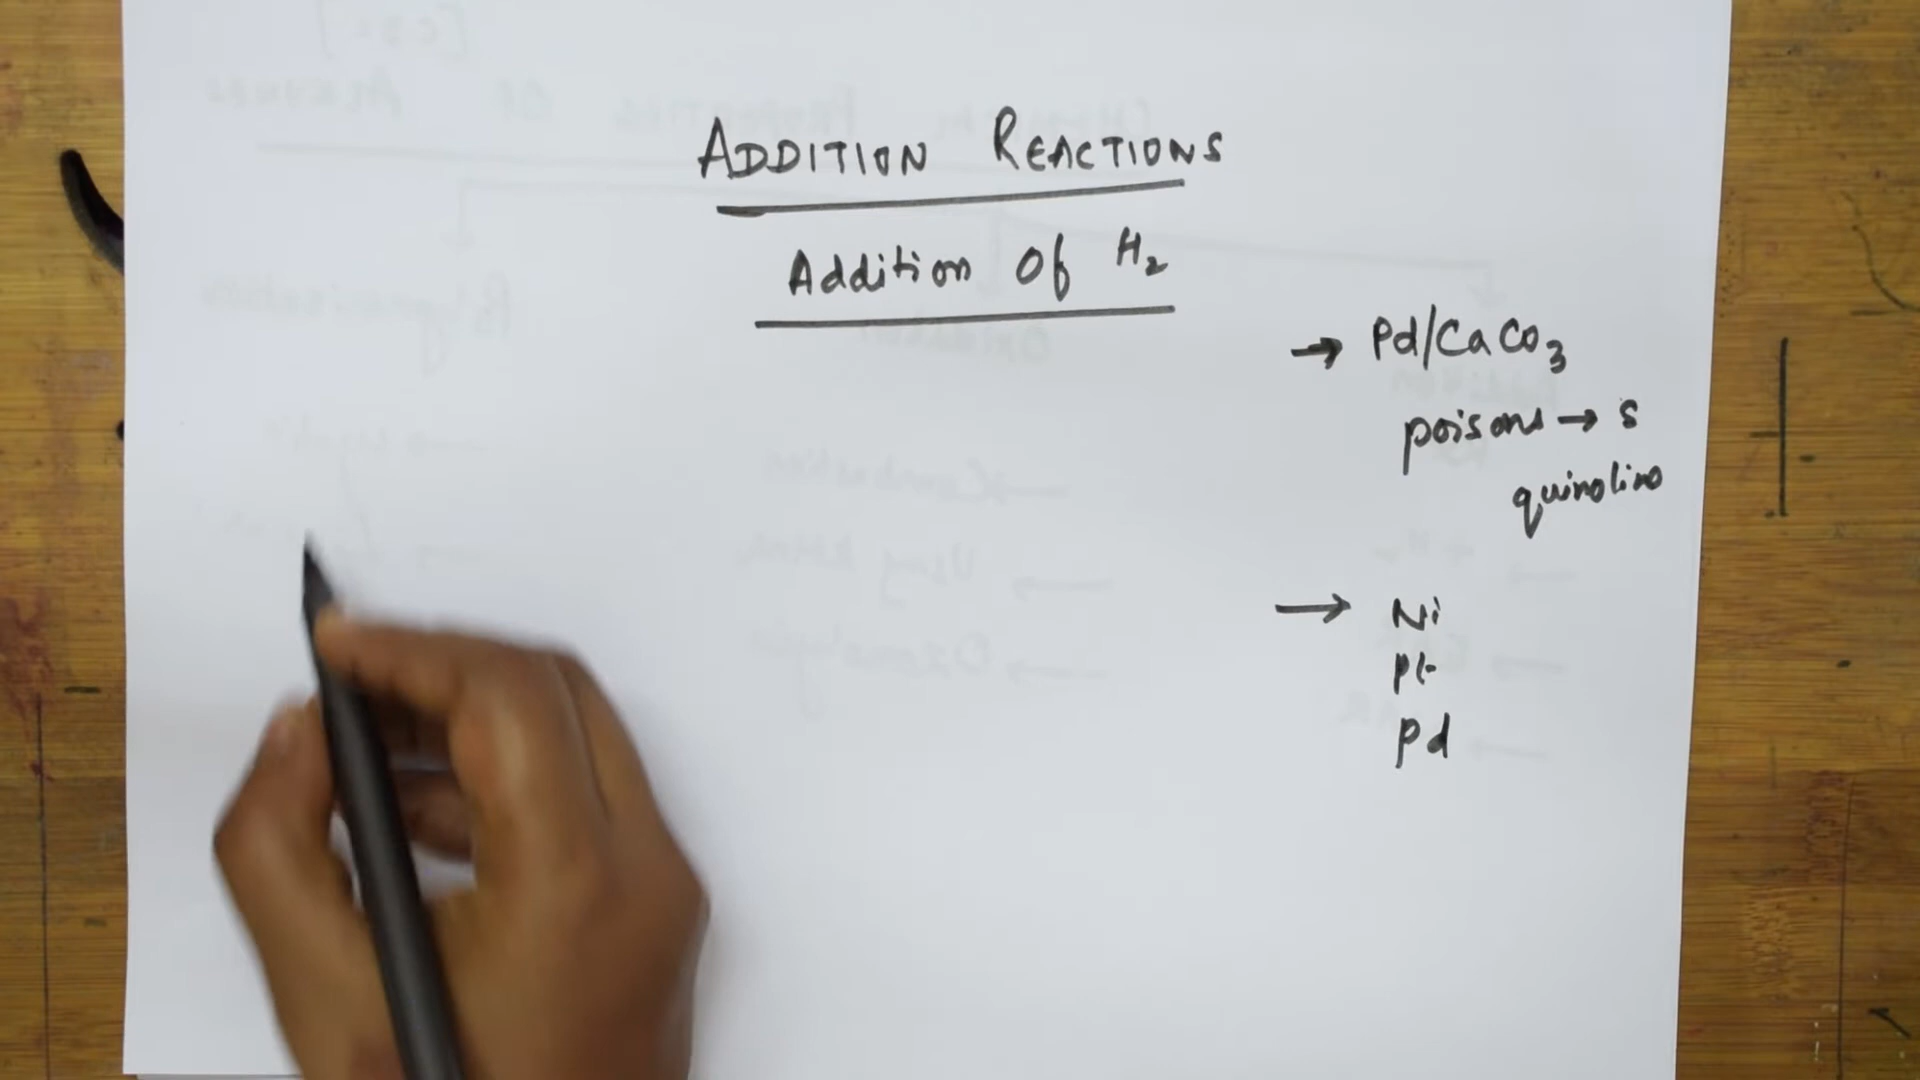 ADDITION REACTIONS
Addition Of H₂
→ Pd/CaCO₃
poisons → S
quinoline
→ Ni
Pt
Pd